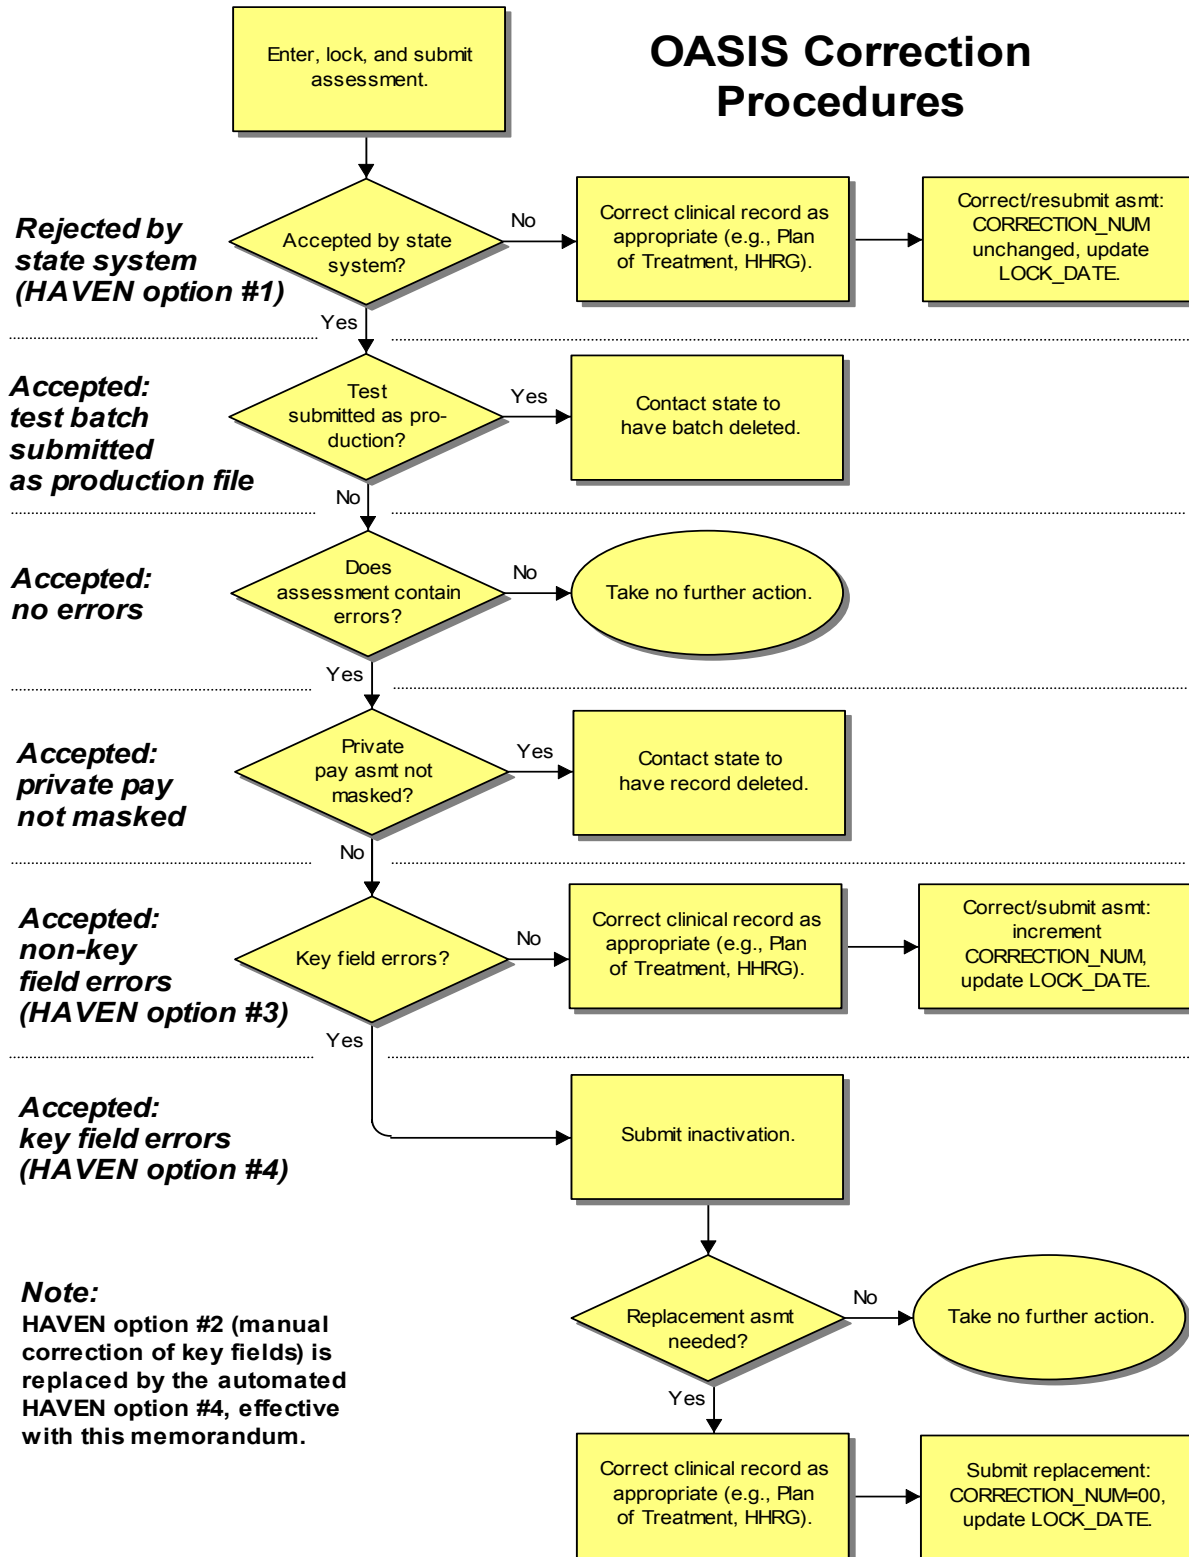 OASIS Correction
Procedures
Enter, lock, and submit
assessment.
Rejected by
state system
(HAVEN option #1)
Accepted by state
system?
No
Correct clinical record as
appropriate (e.g., Plan
of Treatment, HHRG).
Correct/resubmit asmt:
CORRECTION_NUM
unchanged, update
LOCK_DATE.
Yes
Accepted:
test batch
submitted
as production file
Test
submitted as pro-
duction?
Yes
Contact state to
have batch deleted.
No
Accepted:
no errors
Does
assessment contain
errors?
No
Take no further action.
Yes
Accepted:
private pay
not masked
Private
pay asmt not
masked?
Yes
Contact state to
have record deleted.
No
Accepted:
non-key
field errors
(HAVEN option #3)
Key field errors?
No
Correct clinical record as
appropriate (e.g., Plan
of Treatment, HHRG).
Correct/submit asmt:
increment
CORRECTION_NUM,
update LOCK_DATE.
Yes
Accepted:
key field errors
(HAVEN option #4)
Submit inactivation.
Replacement asmt
needed?
No
Take no further action.
Yes
Correct clinical record as
appropriate (e.g., Plan
of Treatment, HHRG).
Submit replacement:
CORRECTION_NUM=00,
update LOCK_DATE.
Note:
HAVEN option #2 (manual
correction of key fields) is
replaced by the automated
HAVEN option #4, effective
with this memorandum.